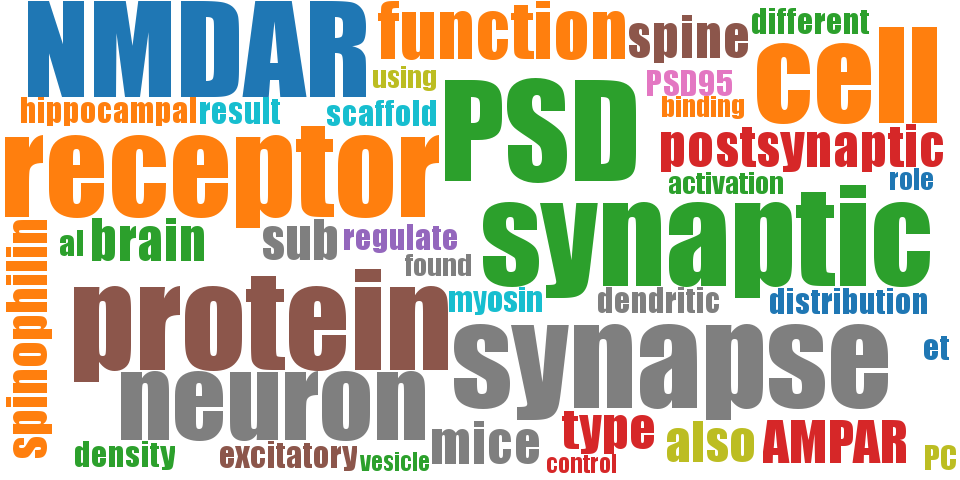 NMDAR
function
spine
different
cell
using
PSD95
PSD
hippocampal
result
scaffold
binding
postsynaptic
receptor
activation
role
synaptic
spinophillin
al
brain
sub
regulate
found
protein
myosin
dendritic
distribution
synapse
et
neuron
type
mice
also
AMPAR
density
excitatory
vesicle
control
PC